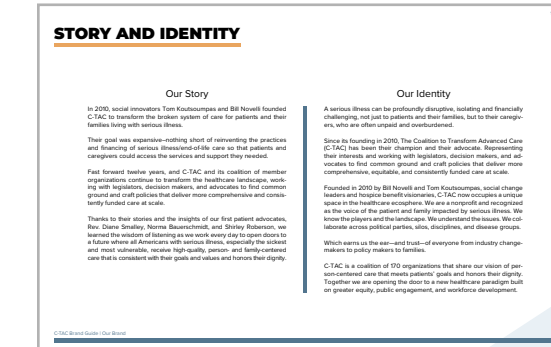 STORY AND IDENTITY
Our Story
In 2010, social innovators Tom Koutsoumpas and Bill Novelli founded
C-TAC to transform the broken system of care for patients and their
families living with serious illness.
Their goal was expansive–nothing short of reinventing the practices
and financing of serious illness/end-of-life care so that patients and
caregivers could access the services and support they needed.
Fast forward twelve years, and C-TAC and its coalition of member
organizations continue to transform the healthcare landscape, work-
ing with legislators, decision makers, and advocates to find common
ground and craft policies that deliver more comprehensive and consis-
tently funded care at scale.
Thanks to their stories and the insights of our first patient advocates,
Rev. Diane Smalley, Norma Bauerschmidt, and Shirley Roberson, we
learned the wisdom of listening as we work every day to open doors to
a future where all Americans with serious illness, especially the sickest
and most vulnerable, receive high-quality, person- and family-centered
care that is consistent with their goals and values and honors their dignity.
Our Identity
A serious illness can be profoundly disruptive, isolating and financially
challenging, not just to patients and their families, but to their caregiv-
ers, who are often unpaid and overburdened.
Since its founding in 2010, The Coalition to Transform Advanced Care
(C-TAC) has been their champion and their advocate. Representing
their interests and working with legislators, decision makers, and ad-
vocates to find common ground and craft policies that deliver more
comprehensive, equitable, and consistently funded care at scale.
Founded in 2010 by Bill Novelli and Tom Koutsoumpas, social change
leaders and hospice benefit visionaries, C-TAC now occupies a unique
space in the healthcare ecosphere. We are a nonprofit and recognized
as the voice of the patient and family impacted by serious illness. We
know the players and the landscape. We understand the issues. We col-
laborate across political parties, silos, disciplines, and disease groups.
Which earns us the ear—and trust—of everyone from industry change-
makers to policy makers to families.
C-TAC is a coalition of 170 organizations that share our vision of per-
son-centered care that meets patients' goals and honors their dignity.
Together we are opening the door to a new healthcare paradigm built
on greater equity, public engagement, and workforce development.
C-TAC Brand Guide | Our Brand